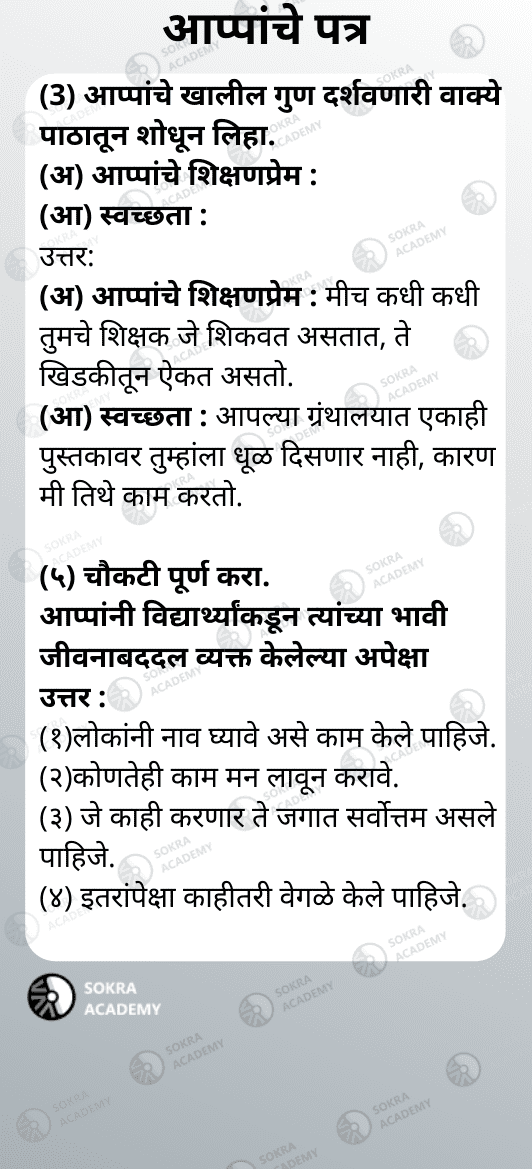 आप्पांचे पत्र
(3) आप्पांचे खालील गुण दर्शवणारी वाक्ये
पाठातून शोधून लिहा.
(अ) आप्पांचे शिक्षणप्रेम :
(आ) स्वच्छता :
उत्तर:
(अ) आप्पांचे शिक्षणप्रेम : मीच कधी कधी
तुमचे शिक्षक जे शिकवत असतात, ते
खिडकीतून ऐकत असतो.
(आ) स्वच्छता : आपल्या ग्रंथालयात एकाही
पुस्तकावर तुम्हांला धूळ दिसणार नाही, कारण
मी तिथे काम करतो.
(५) चौकटी पूर्ण करा.
आप्पांनी विद्यार्थ्यांकडून त्यांच्या भावी
जीवनाबददल व्यक्त केलेल्या अपेक्षा
उत्तर :
(१)लोकांनी नाव घ्यावे असे काम केले पाहिजे.
(२)कोणतेही काम मन लावून करावे.
(३) जे काही करणार ते जगात सर्वोत्तम असले
पाहिजे.
(४) इतरांपेक्षा काहीतरी वेगळे केले पाहिजे.
SOKRA
ACADEMY